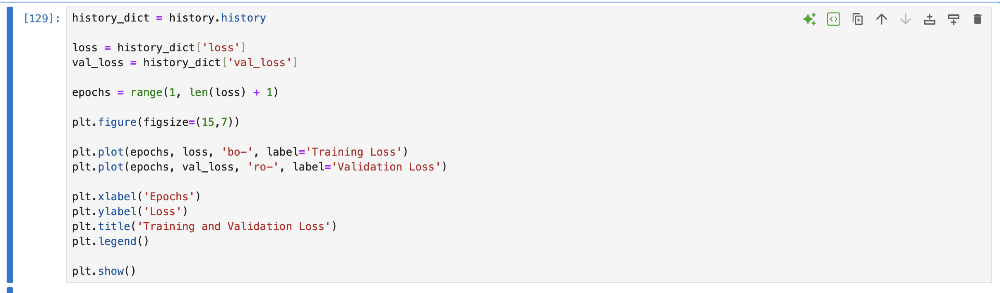 [129]:
history_dict = history.history
loss = history_dict['loss']
val_loss = history_dict['val_loss']
epochs = range(1, len(loss) + 1)
plt.figure(figsize=(15,7))
plt.plot(epochs, loss, 'bo-', label='Training Loss')
plt.plot(epochs, val_loss, 'ro-', label='Validation Loss')
plt.xlabel('Epochs')
plt.ylabel('Loss')
plt.title('Training and Validation Loss')
plt.legend()
plt.show()